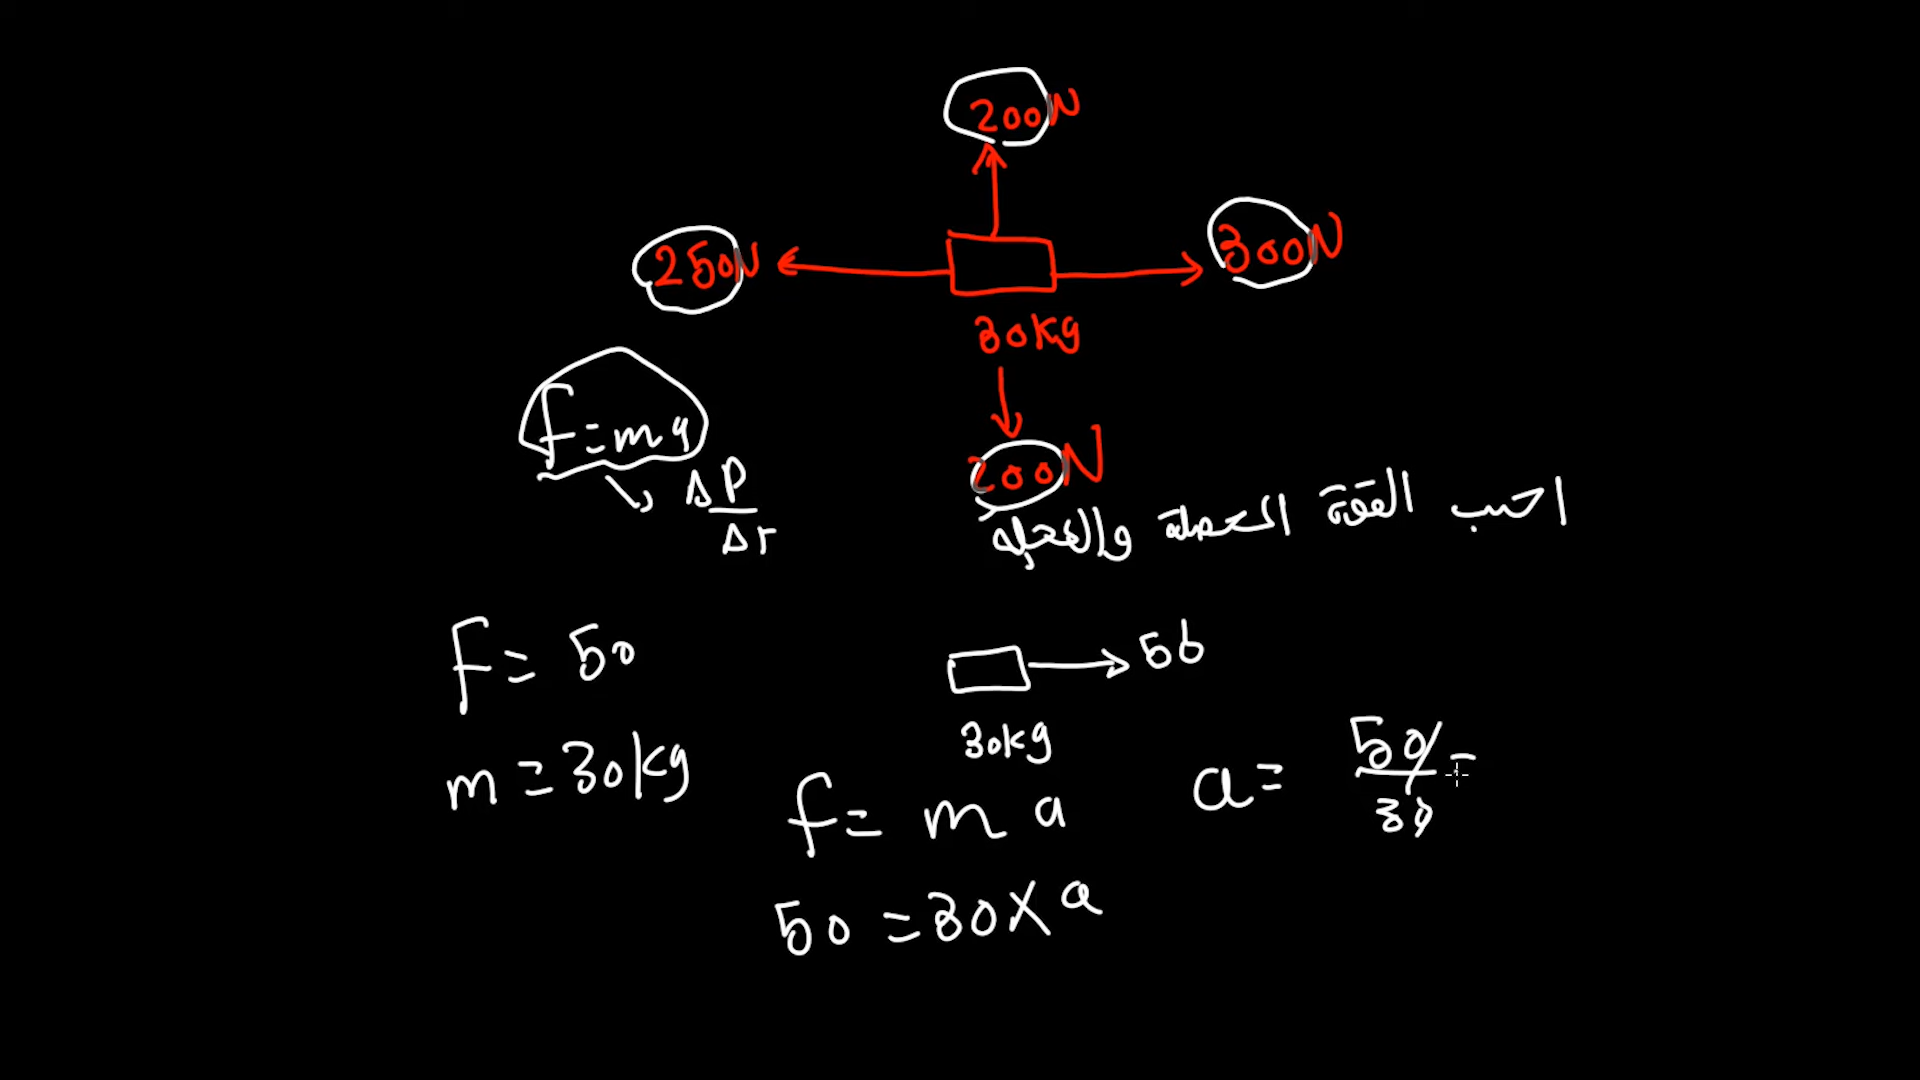 200N
250N
300N
30kg
F=ma
ΔP
Δt
200N
احسب القوة المحصلة والعجلة
F= 50
50
m=30kg
30kg
F= m a
a= 50/30 =
50 =30X a